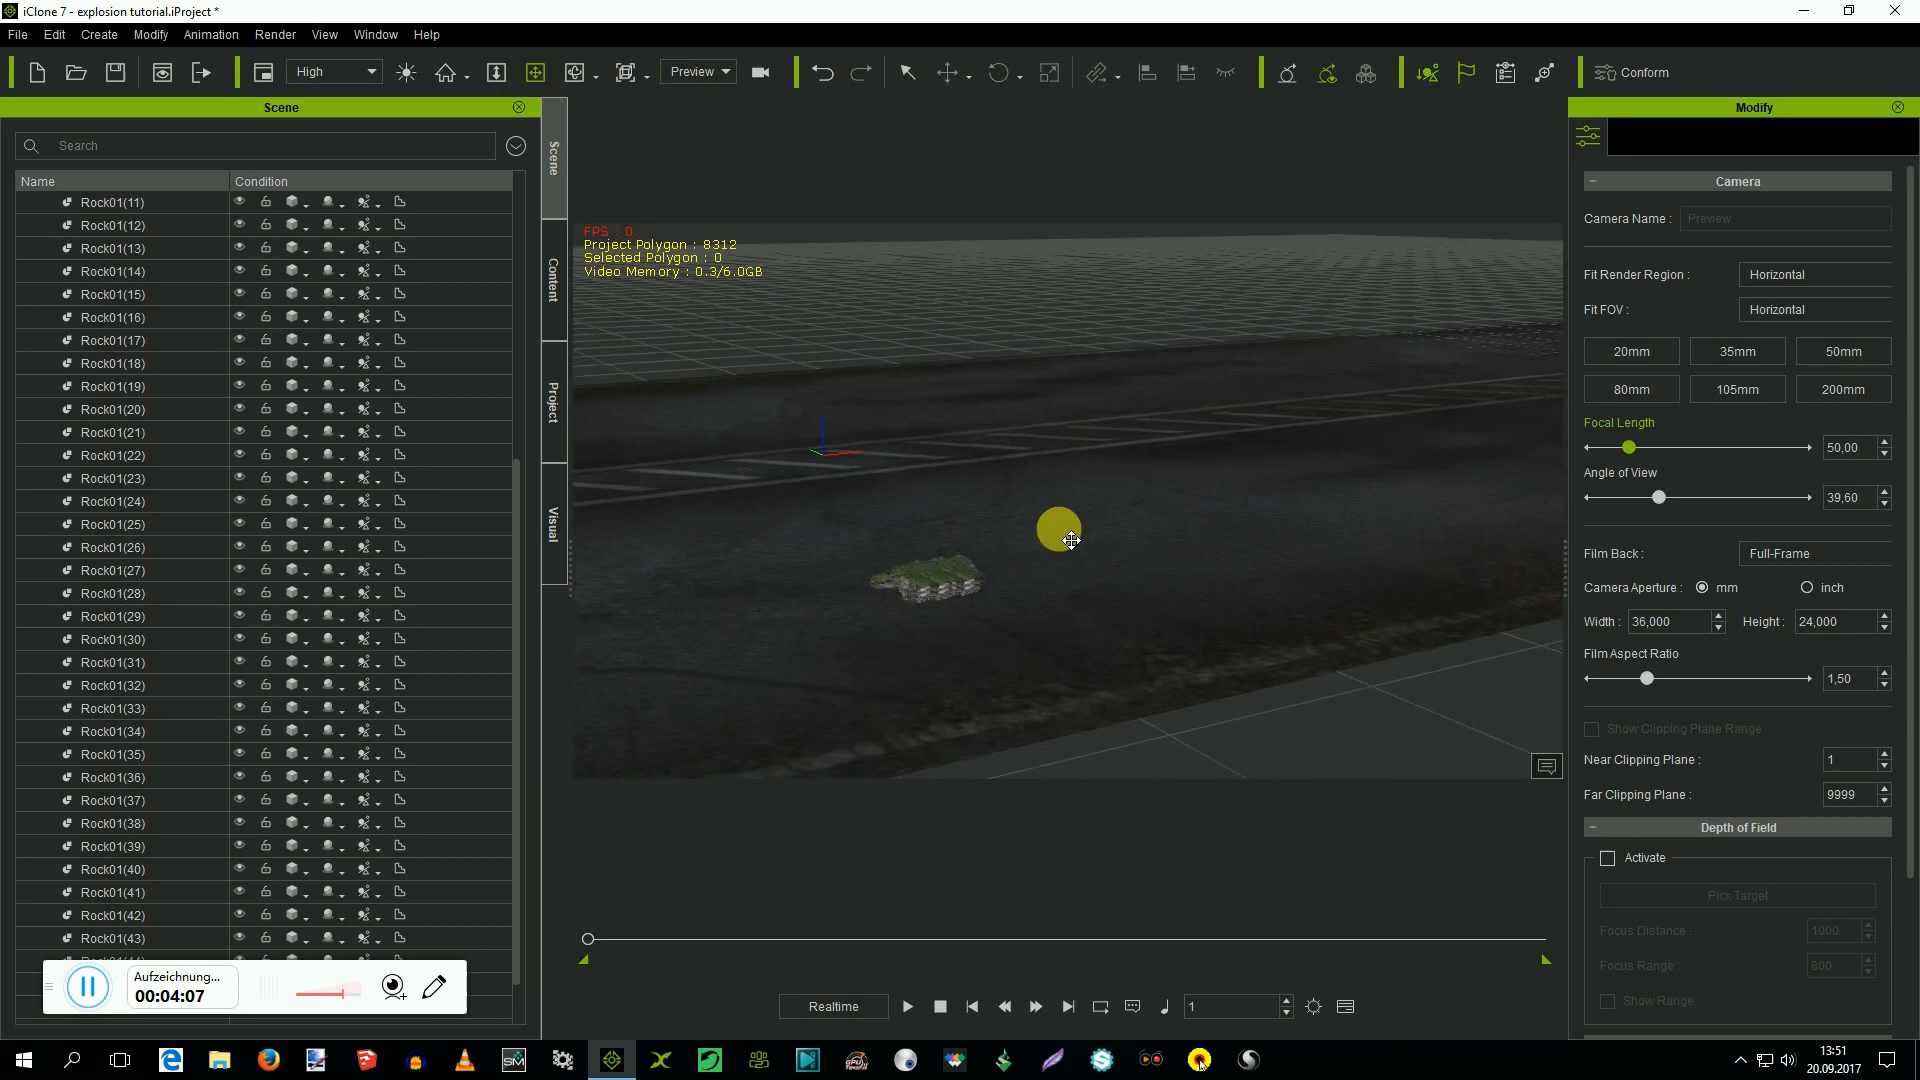 iClone 7 - explosion tutorial.iProject *
File Edit Create Modify Animation Render View Window Help
High Preview Conform
Scene
Search
Name Condition
Rock01(11)
Rock01(12)
Rock01(13)
Rock01(14)
Rock01(15)
Rock01(16)
Rock01(17)
Rock01(18)
Rock01(19)
Rock01(20)
Rock01(21)
Rock01(22)
Rock01(23)
Rock01(24)
Rock01(25)
Rock01(26)
Rock01(27)
Rock01(28)
Rock01(29)
Rock01(30)
Rock01(31)
Rock01(32)
Rock01(33)
Rock01(34)
Rock01(35)
Rock01(36)
Rock01(37)
Rock01(38)
Rock01(39)
Rock01(40)
Rock01(41)
Rock01(42)
Rock01(43)
Aufzeichnung...
00:04:07
Scene
Content
Project
Visual
FPS : 0
Project Polygon : 8312
Selected Polygon : 0
Video Memory : 0.3/6.0GB
Realtime 1
Modify
Camera
Camera Name : Preview
Fit Render Region : Horizontal
Fit FOV : Horizontal
20mm 35mm 50mm
80mm 105mm 200mm
Focal Length
50,00
Angle of View
39,60
Film Back : Full-Frame
Camera Aperture : mm inch
Width : 36,000 Height : 24,000
Film Aspect Ratio
1,50
Show Clipping Plane Range
Near Clipping Plane : 1
Far Clipping Plane : 9999
Depth of Field
Activate
Pick Target
Focus Distance : 1000
Focus Range : 800
Show Range
SM
GPU
13:51
20.09.2017